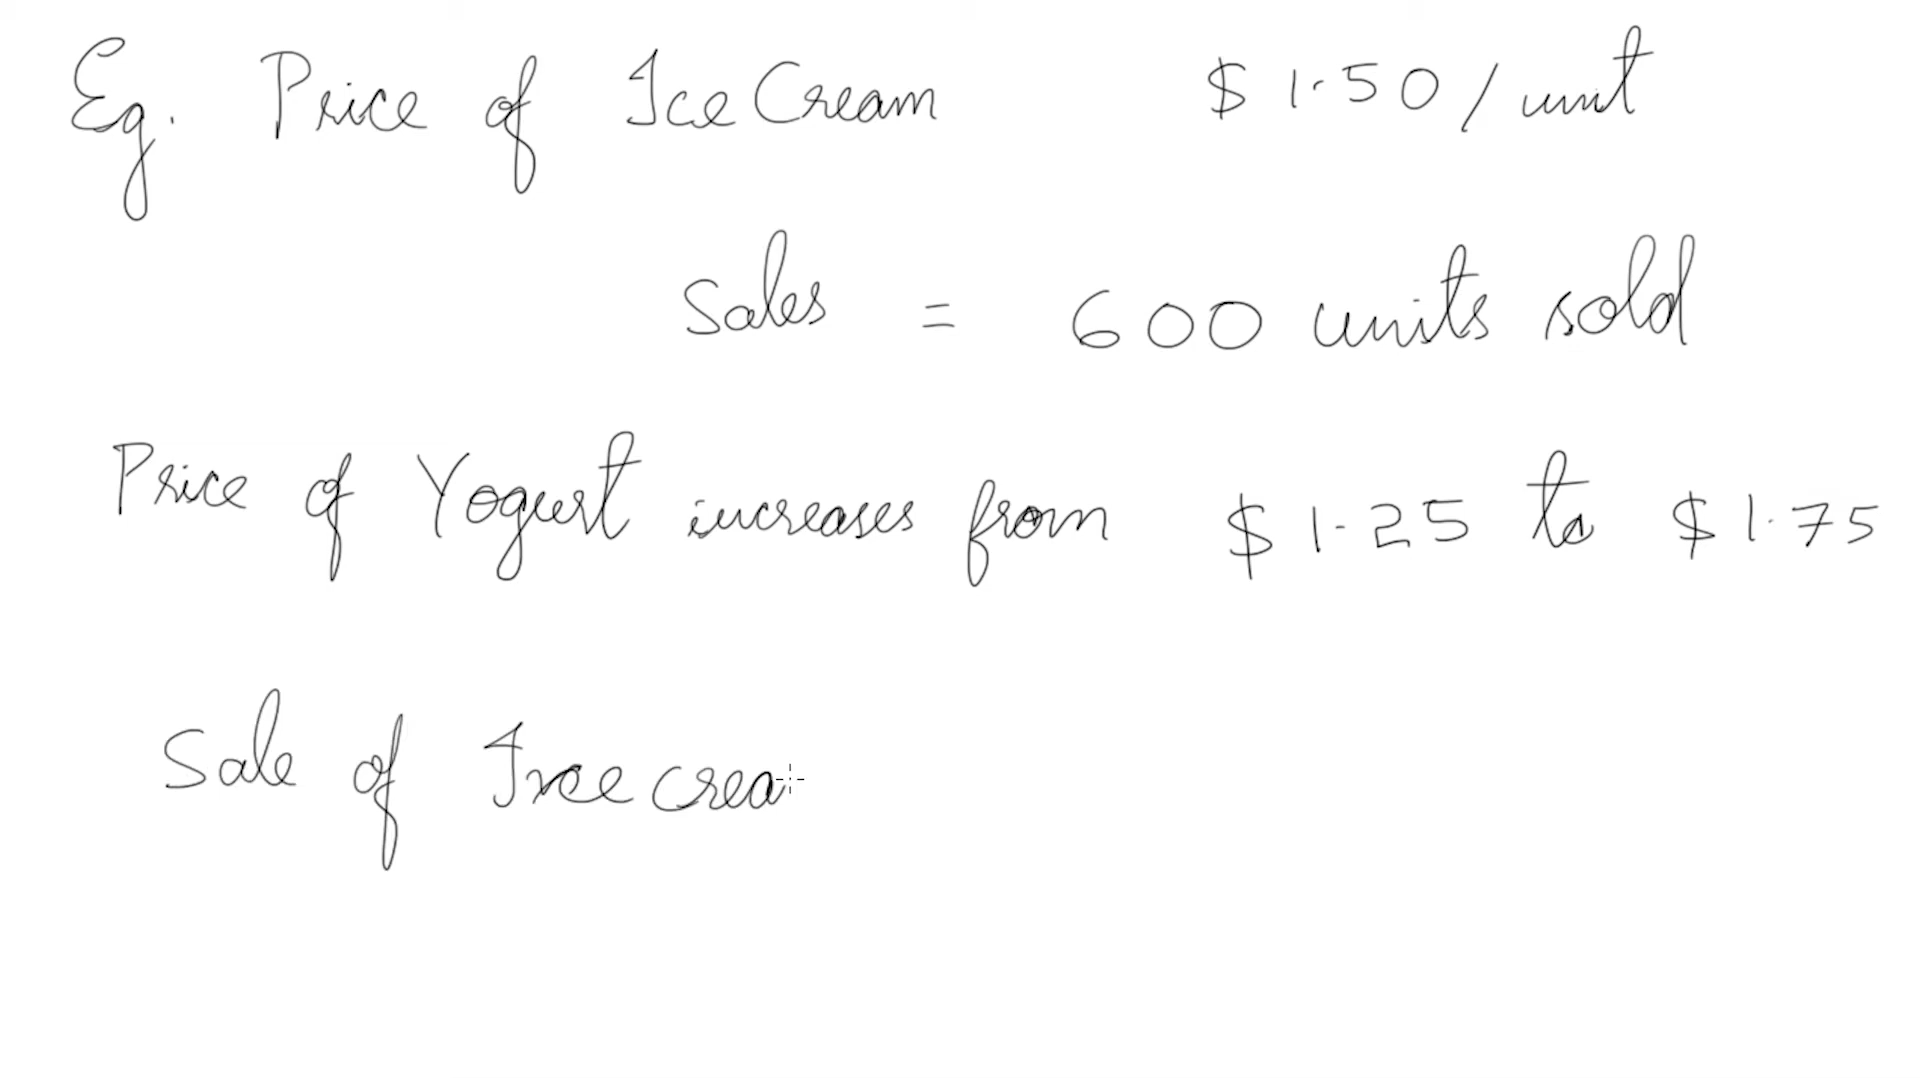 Eg. Price of Ice Cream $1.50/unit
Sales = 600 units sold
Price of Yogurt increases from $1.25 to $1.75
Sale of Ice crea